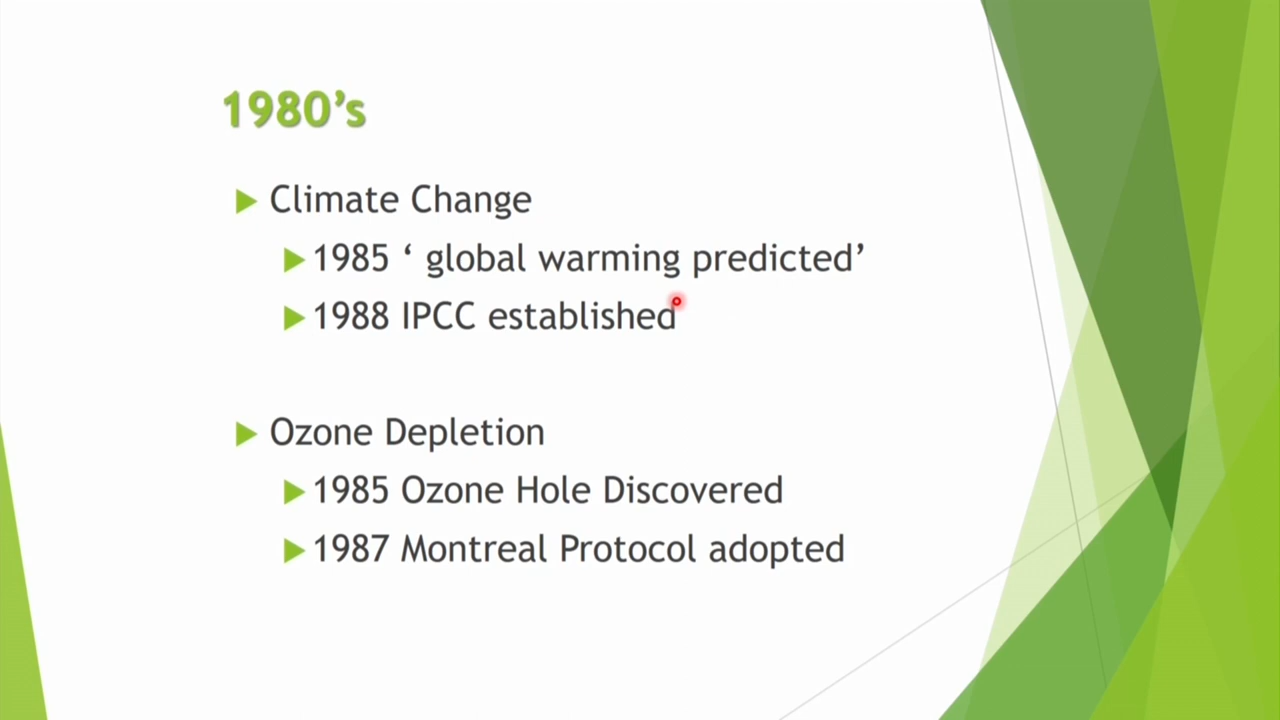 1980’s
Climate Change
1985 ‘ global warming predicted’
1988 IPCC established
Ozone Depletion
1985 Ozone Hole Discovered
1987 Montreal Protocol adopted